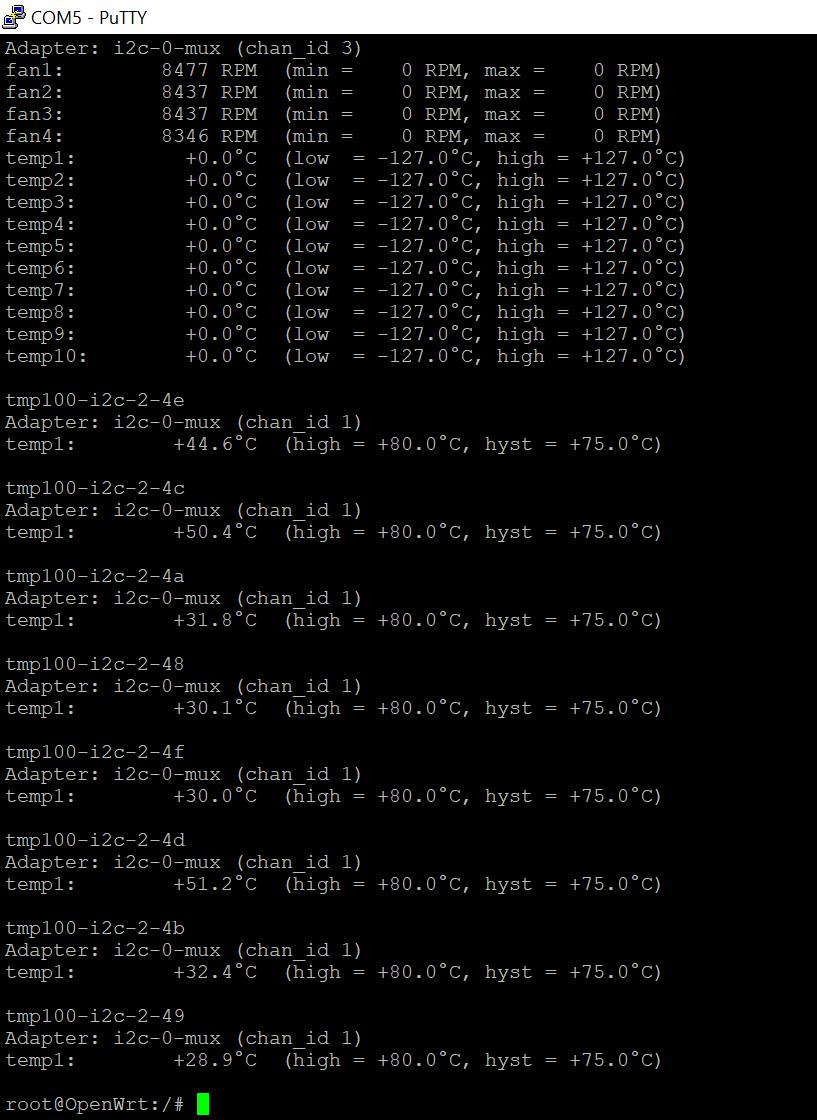 COM5 - PuTTY
Adapter: i2c-0-mux (chan_id 3)
fan1:        8477 RPM  (min =    0 RPM, max =    0 RPM)
fan2:        8437 RPM  (min =    0 RPM, max =    0 RPM)
fan3:        8437 RPM  (min =    0 RPM, max =    0 RPM)
fan4:        8346 RPM  (min =    0 RPM, max =    0 RPM)
temp1:         +0.0°C  (low  = -127.0°C, high = +127.0°C)
temp2:         +0.0°C  (low  = -127.0°C, high = +127.0°C)
temp3:         +0.0°C  (low  = -127.0°C, high = +127.0°C)
temp4:         +0.0°C  (low  = -127.0°C, high = +127.0°C)
temp5:         +0.0°C  (low  = -127.0°C, high = +127.0°C)
temp6:         +0.0°C  (low  = -127.0°C, high = +127.0°C)
temp7:         +0.0°C  (low  = -127.0°C, high = +127.0°C)
temp8:         +0.0°C  (low  = -127.0°C, high = +127.0°C)
temp9:         +0.0°C  (low  = -127.0°C, high = +127.0°C)
temp10:        +0.0°C  (low  = -127.0°C, high = +127.0°C)

tmp100-i2c-2-4e
Adapter: i2c-0-mux (chan_id 1)
temp1:        +44.6°C  (high = +80.0°C, hyst = +75.0°C)

tmp100-i2c-2-4c
Adapter: i2c-0-mux (chan_id 1)
temp1:        +50.4°C  (high = +80.0°C, hyst = +75.0°C)

tmp100-i2c-2-4a
Adapter: i2c-0-mux (chan_id 1)
temp1:        +31.8°C  (high = +80.0°C, hyst = +75.0°C)

tmp100-i2c-2-48
Adapter: i2c-0-mux (chan_id 1)
temp1:        +30.1°C  (high = +80.0°C, hyst = +75.0°C)

tmp100-i2c-2-4f
Adapter: i2c-0-mux (chan_id 1)
temp1:        +30.0°C  (high = +80.0°C, hyst = +75.0°C)

tmp100-i2c-2-4d
Adapter: i2c-0-mux (chan_id 1)
temp1:        +51.2°C  (high = +80.0°C, hyst = +75.0°C)

tmp100-i2c-2-4b
Adapter: i2c-0-mux (chan_id 1)
temp1:        +32.4°C  (high = +80.0°C, hyst = +75.0°C)

tmp100-i2c-2-49
Adapter: i2c-0-mux (chan_id 1)
temp1:        +28.9°C  (high = +80.0°C, hyst = +75.0°C)

root@OpenWrt:/#